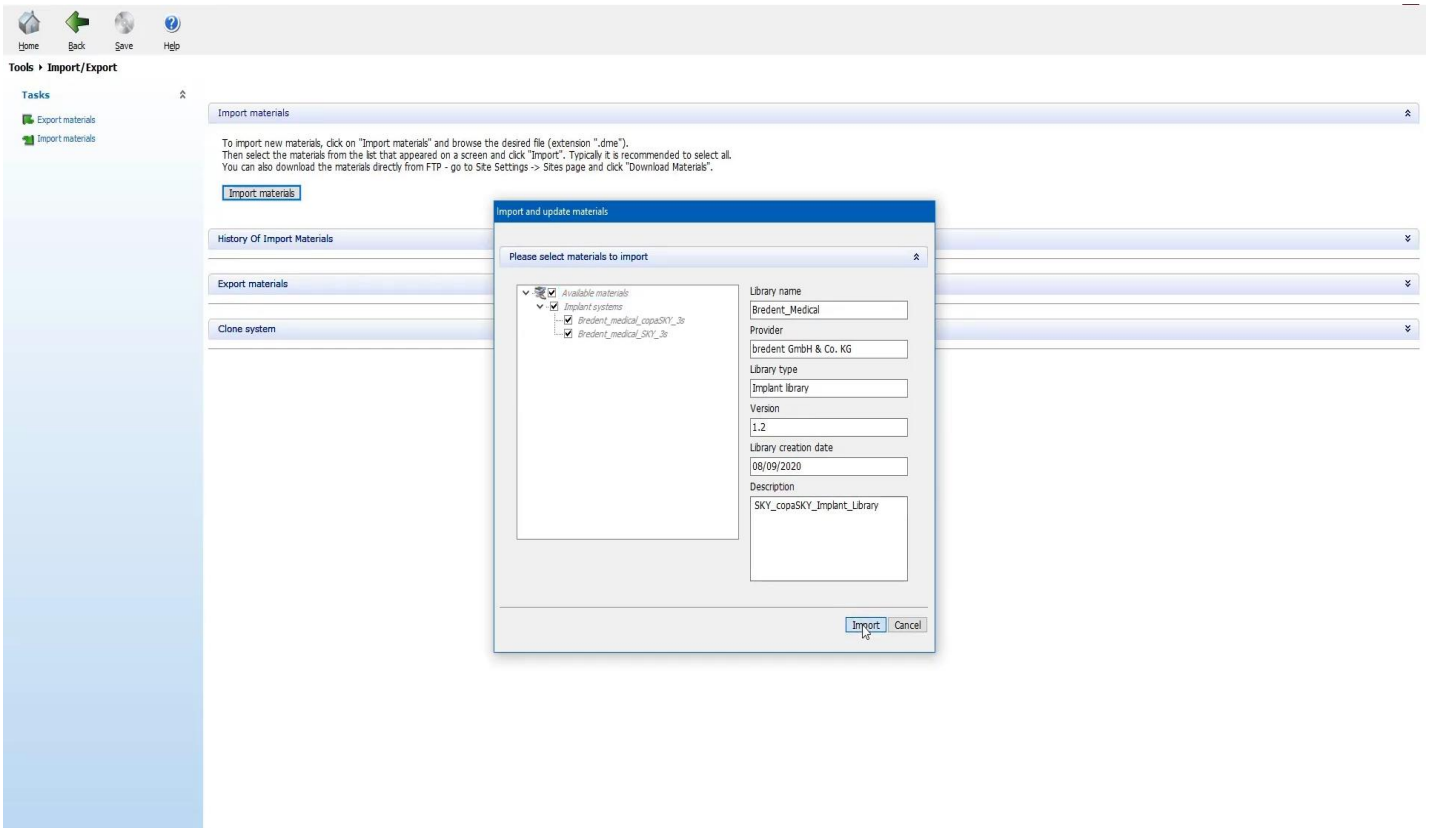 Home Back Save Help
Tools ▸ Import/Export
Tasks
Export materials
Import materials
Import materials
To import new materials, click on "Import materials" and browse the desired file (extension ".dme").
Then select the materials from the list that appeared on a screen and click "Import". Typically it is recommended to select all.
You can also download the materials directly from FTP - go to Site Settings -> Sites page and click "Download Materials".
Import materials
History Of Import Materials
Export materials
Clone system
Import and update materials
Please select materials to import
Available materials
Implant systems
Bredent_medical_copaSKY_3s
Bredent_medical_SKY_3s
Library name
Bredent_Medical
Provider
bredent GmbH & Co. KG
Library type
Implant library
Version
1.2
Library creation date
08/09/2020
Description
SKY_copaSKY_Implant_Library
Import Cancel